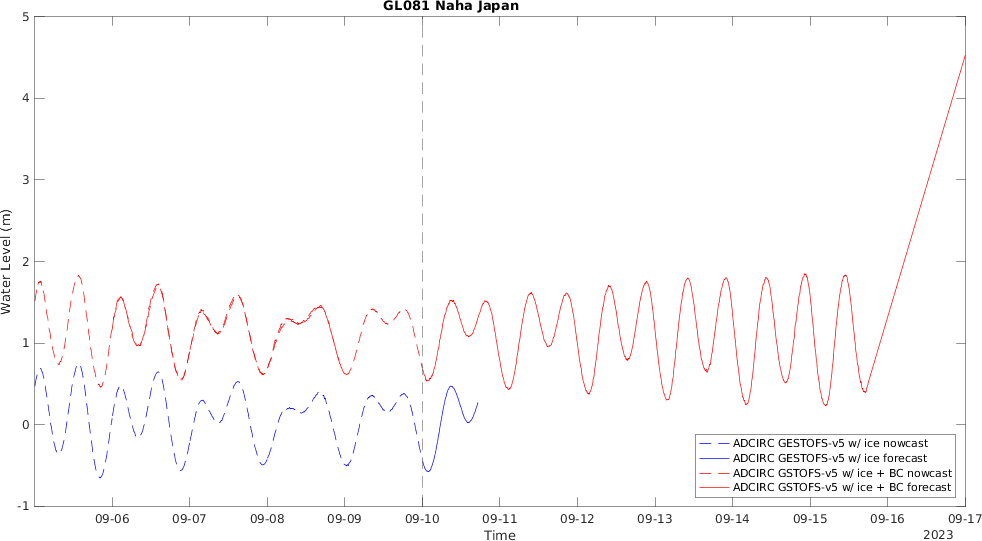 GL081 Naha Japan
5
4
3
2
1
0
-1
Water Level (m)
09-06 09-07 09-08 09-09 09-10 09-11 09-12 09-13 09-14 09-15 09-16 09-17
Time
2023
ADCIRC GESTOFS-v5 w/ ice nowcast
ADCIRC GESTOFS-v5 w/ ice forecast
ADCIRC GSTOFS-v5 w/ ice + BC nowcast
ADCIRC GSTOFS-v5 w/ ice + BC forecast